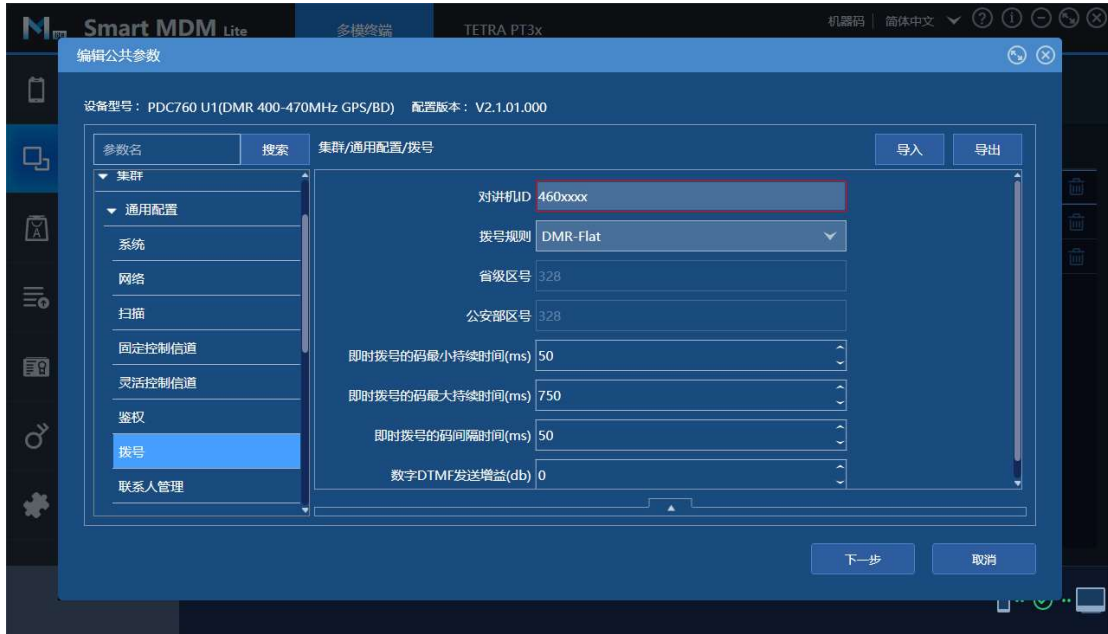 Smart MDM Lite
多模终端
TETRA PT3x
机器码 简体中文
编辑公共参数
设备型号：PDC760 U1(DMR 400-470MHz GPS/BD) 配置版本：V2.1.01.000
参数名 搜索 集群/通用配置/拨号 导入 导出
集群
通用配置
系统
网络
扫描
固定控制信道
灵活控制信道
鉴权
拨号
联系人管理
对讲机ID 460xxxx
拨号规则 DMR-Flat
省级区号 328
公安部区号 328
即时拨号的码最小持续时间(ms) 50
即时拨号的码最大持续时间(ms) 750
即时拨号的码间隔时间(ms) 50
数字DTMF发送增益(db) 0
下一步 取消